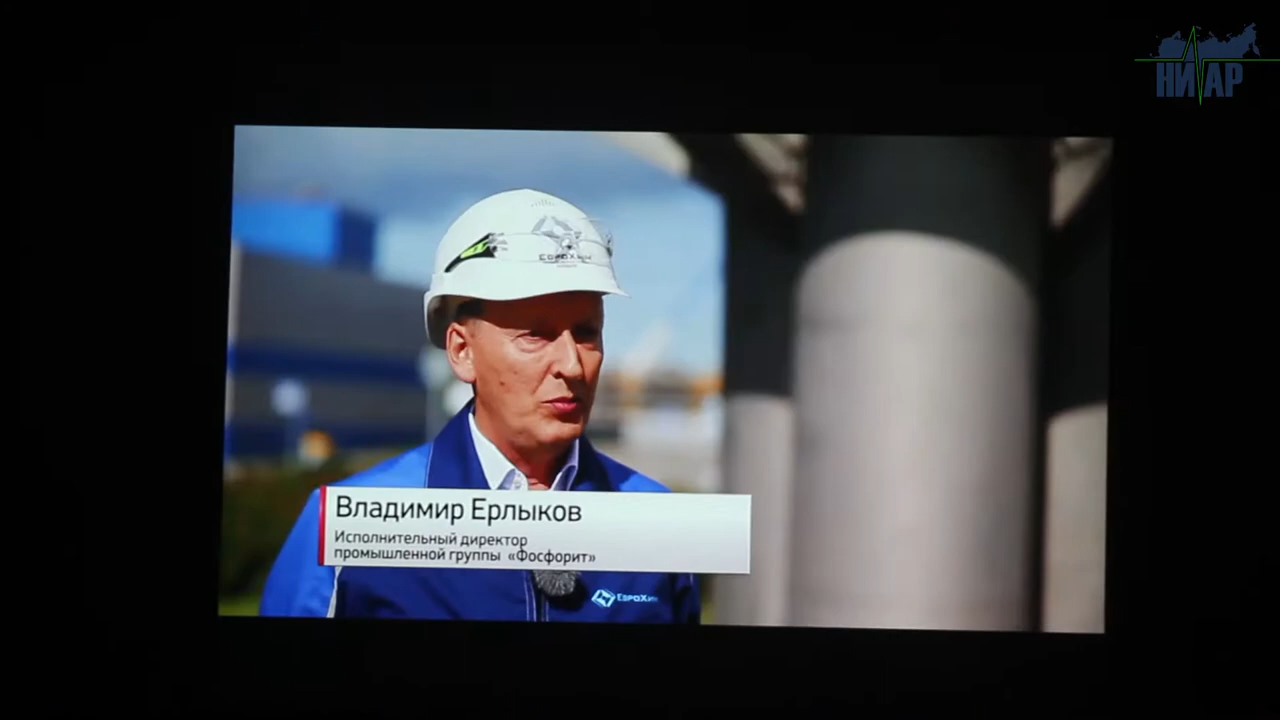 НИАР
ЕвроХим
Владимир Ерлыков
Исполнительный директор
промышленной группы «Фосфорит»
ЕвроХим